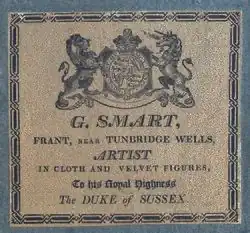 G. SMART,
FRANT, NEAR TUNBRIDGE WELLS,
ARTIST
IN CLOTH AND VELVET FIGURES,
To his Royal Highness
The DUKE of SUSSEX